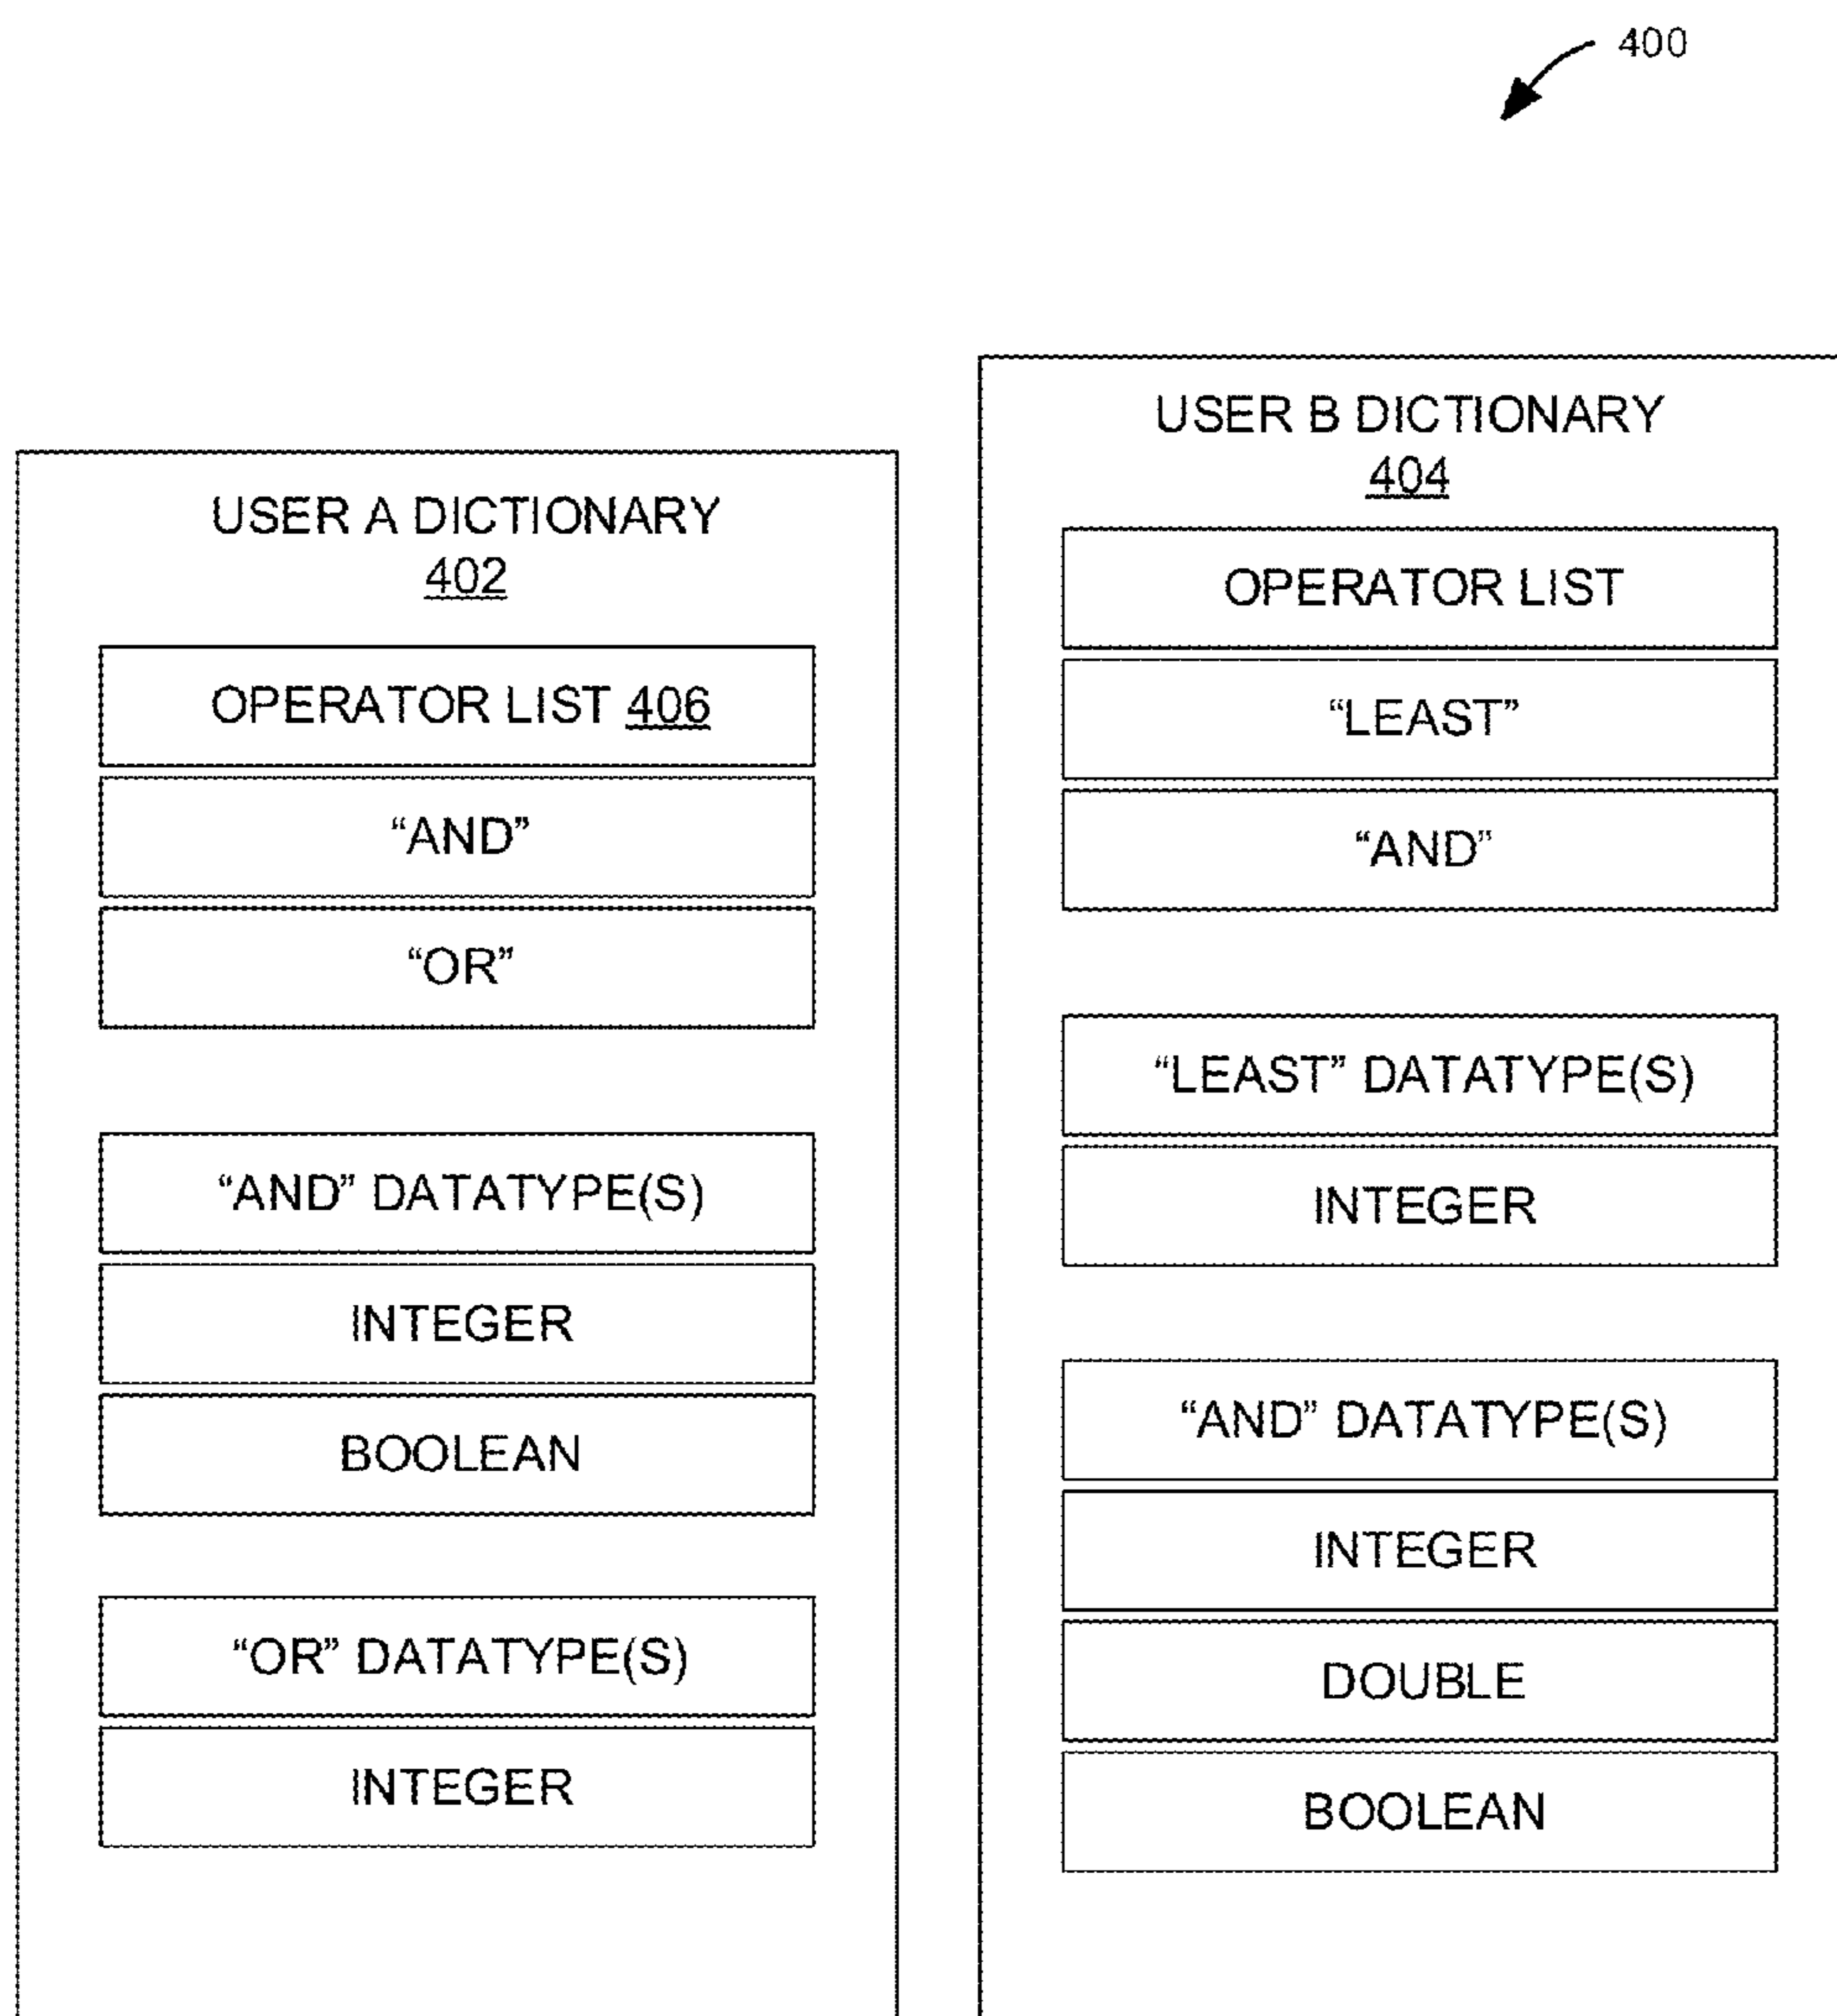 400
USER A DICTIONARY
402
OPERATOR LIST 406
“AND”
“OR”
“AND” DATATYPE(S)
INTEGER
BOOLEAN
“OR” DATATYPE(S)
INTEGER
USER B DICTIONARY
404
OPERATOR LIST
“LEAST”
“AND”
“LEAST” DATATYPE(S)
INTEGER
“AND” DATATYPE(S)
INTEGER
DOUBLE
BOOLEAN